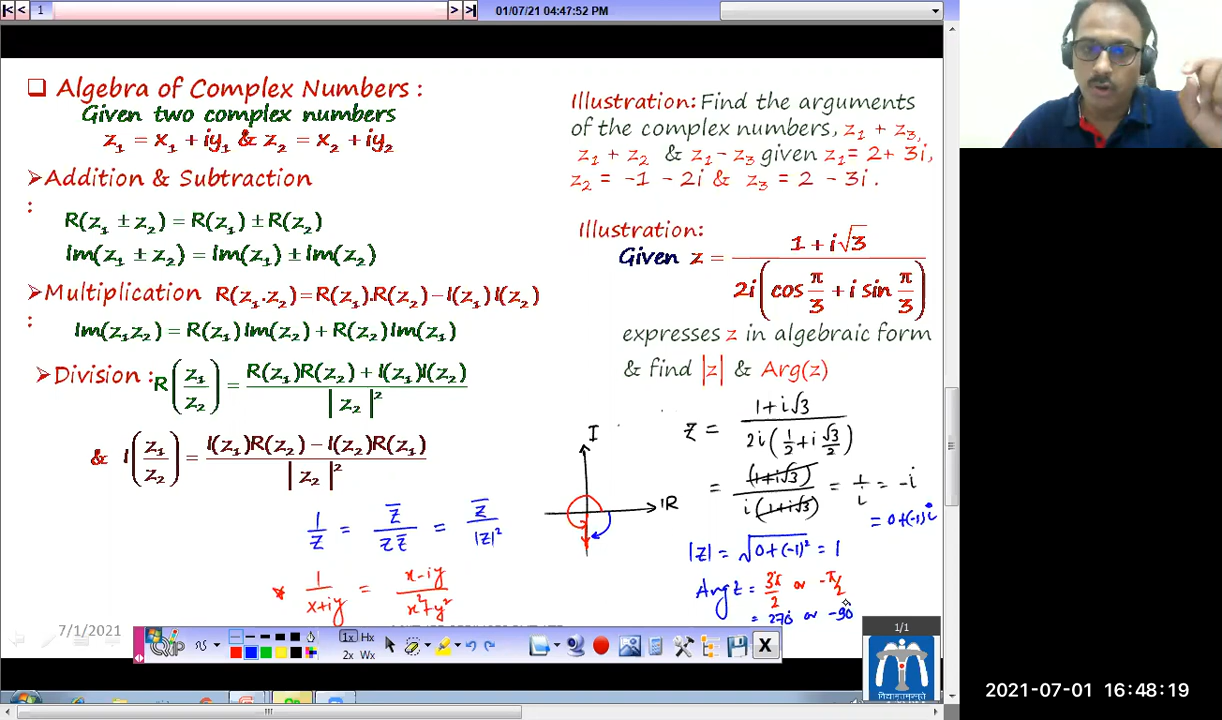 1
01/07/21 04:47:52 PM
❑ Algebra of Complex Numbers :
Given two complex numbers
z₁ = x₁ + iy₁ & z₂ = x₂ + iy₂
➢Addition & Subtraction
:
R(z₁ ± z₂) = R(z₁) ± R(z₂)
Im(z₁ ± z₂) = Im(z₁) ± Im(z₂)
➢Multiplication R(z₁.z₂) = R(z₁).R(z₂) − I(z₁) I(z₂)
:
Im(z₁z₂) = R(z₁) Im(z₂) + R(z₂) Im(z₁)
➢Division : R(z₁/z₂) = (R(z₁)R(z₂) + I(z₁)I(z₂)) / |z₂|²
& I(z₁/z₂) = (I(z₁)R(z₂) − I(z₂)R(z₁)) / |z₂|²
1/z = z̄/(z z̄) = z̄/|z|²
* 1/(x+iy) = (x-iy)/(x²+y²)
Illustration: Find the arguments
of the complex numbers, z₁ + z₃,
z₁ + z₂ & z₁ − z₃ given z₁ = 2+ 3i,
z₂ = -1 - 2i & z₃ = 2 - 3i .
Illustration:
Given z = (1 + i√3) / (2i(cos π/3 + i sin π/3))
expresses z in algebraic form
& find |z| & Arg(z)
I
IR
z = (1+i√3) / (2i(1/2 + i √3/2))
= (1+i√3) / (i(1+i√3)) = 1/i = -i
= 0+(-1)i
|z| = √(0+(-1)²) = 1
Arg z = 3π/2 or -π/2
= 270 or -90
7/1/2021
1x Hx
2x Wx
1/1
2021-07-01 16:48:19